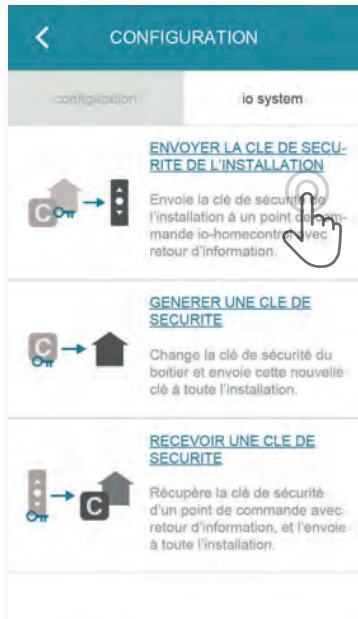 CONFIGURATION
configuration
io system
ENVOYER LA CLE DE SECU-
RITE DE L'INSTALLATION
Envoie la clé de sécurité de
l'installation à un point de com-
mande io-homecontrol avec
retour d'information.
C
GENERER UNE CLE DE
SECURITE
Change la clé de sécurité du
boitier et envoie cette nouvelle
clé à toute l'installation.
C
RECEVOIR UNE CLE DE
SECURITE
Récupère la clé de sécurité
d'un point de commande avec
retour d'information, et l'envoie
à toute l'installation.
C